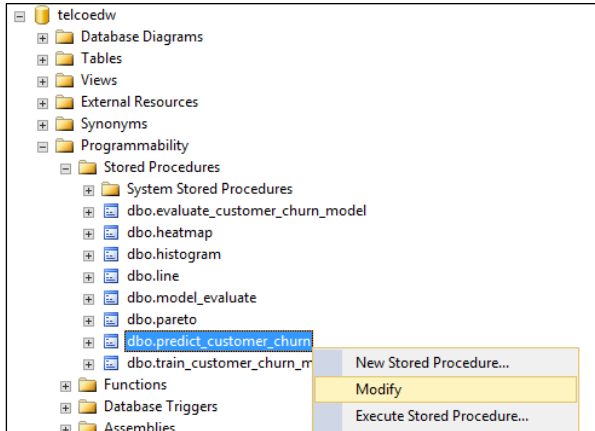 telcoedw
Database Diagrams
Tables
Views
External Resources
Synonyms
Programmability
Stored Procedures
System Stored Procedures
dbo.evaluate_customer_churn_model
dbo.heatmap
dbo.histogram
dbo.line
dbo.model_evaluate
dbo.pareto
dbo.predict_customer_churn
dbo.train_customer_churn_m
New Stored Procedure...
Functions
Modify
Database Triggers
Execute Stored Procedure...
Assemblies